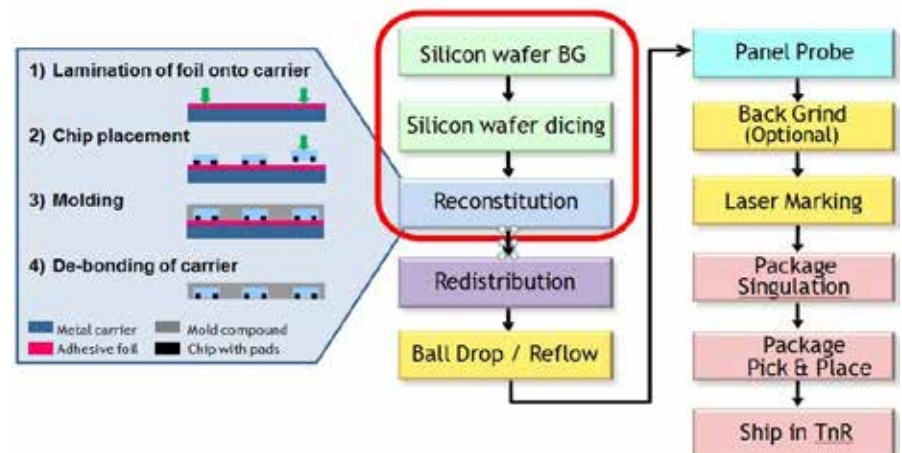 1) Lamination of foil onto carrier
2) Chip placement
3) Molding
4) De-bonding of carrier
Metal carrier
Mold compound
Adhesive foil
Chip with pads
Silicon wafer BG
Silicon wafer dicing
Reconstitution
Redistribution
Ball Drop / Reflow
Panel Probe
Back Grind
(Optional)
Laser Marking
Package
Singulation
Package
Pick & Place
Ship in TnR